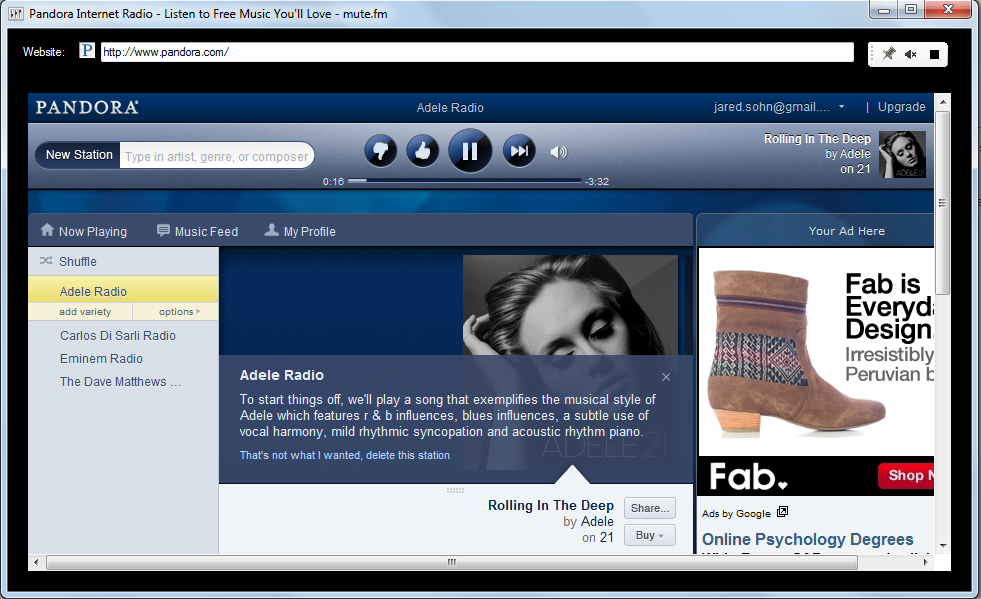 Pandora Internet Radio - Listen to Free Music You'll Love - mute.fm
Website: P http://www.pandora.com/
PANDORA®
Adele Radio
jared.sohn@gmail.... | Upgrade
New Station Type in artist, genre, or composer
0:16 -3:32
Rolling In The Deep
by Adele
on 21
ADELE 21
Now Playing Music Feed My Profile
Your Ad Here
Shuffle
Adele Radio
add variety options
Carlos Di Sarli Radio
Eminem Radio
The Dave Matthews ...
Adele Radio
To start things off, we'll play a song that exemplifies the musical style of
Adele which features r & b influences, blues influences, a subtle use of
vocal harmony, mild rhythmic syncopation and acoustic rhythm piano.
That's not what I wanted, delete this station
ADELE 21
Rolling In The Deep
by Adele
on 21
Share...
Buy
Fab is
Everyd
Design.
Irresistibly
Peruvian b
Fab.
Shop N
Ads by Google
Online Psychology Degrees